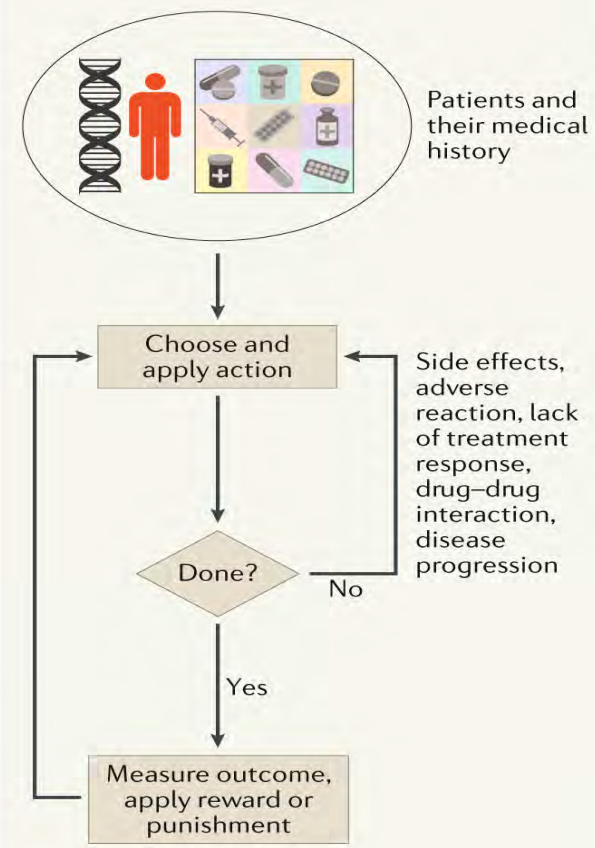 Patients and
their medical
history
Choose and
apply action
Side effects,
adverse
reaction, lack
of treatment
response,
drug–drug
interaction,
disease
progression
Done?
No
Yes
Measure outcome,
apply reward or
punishment